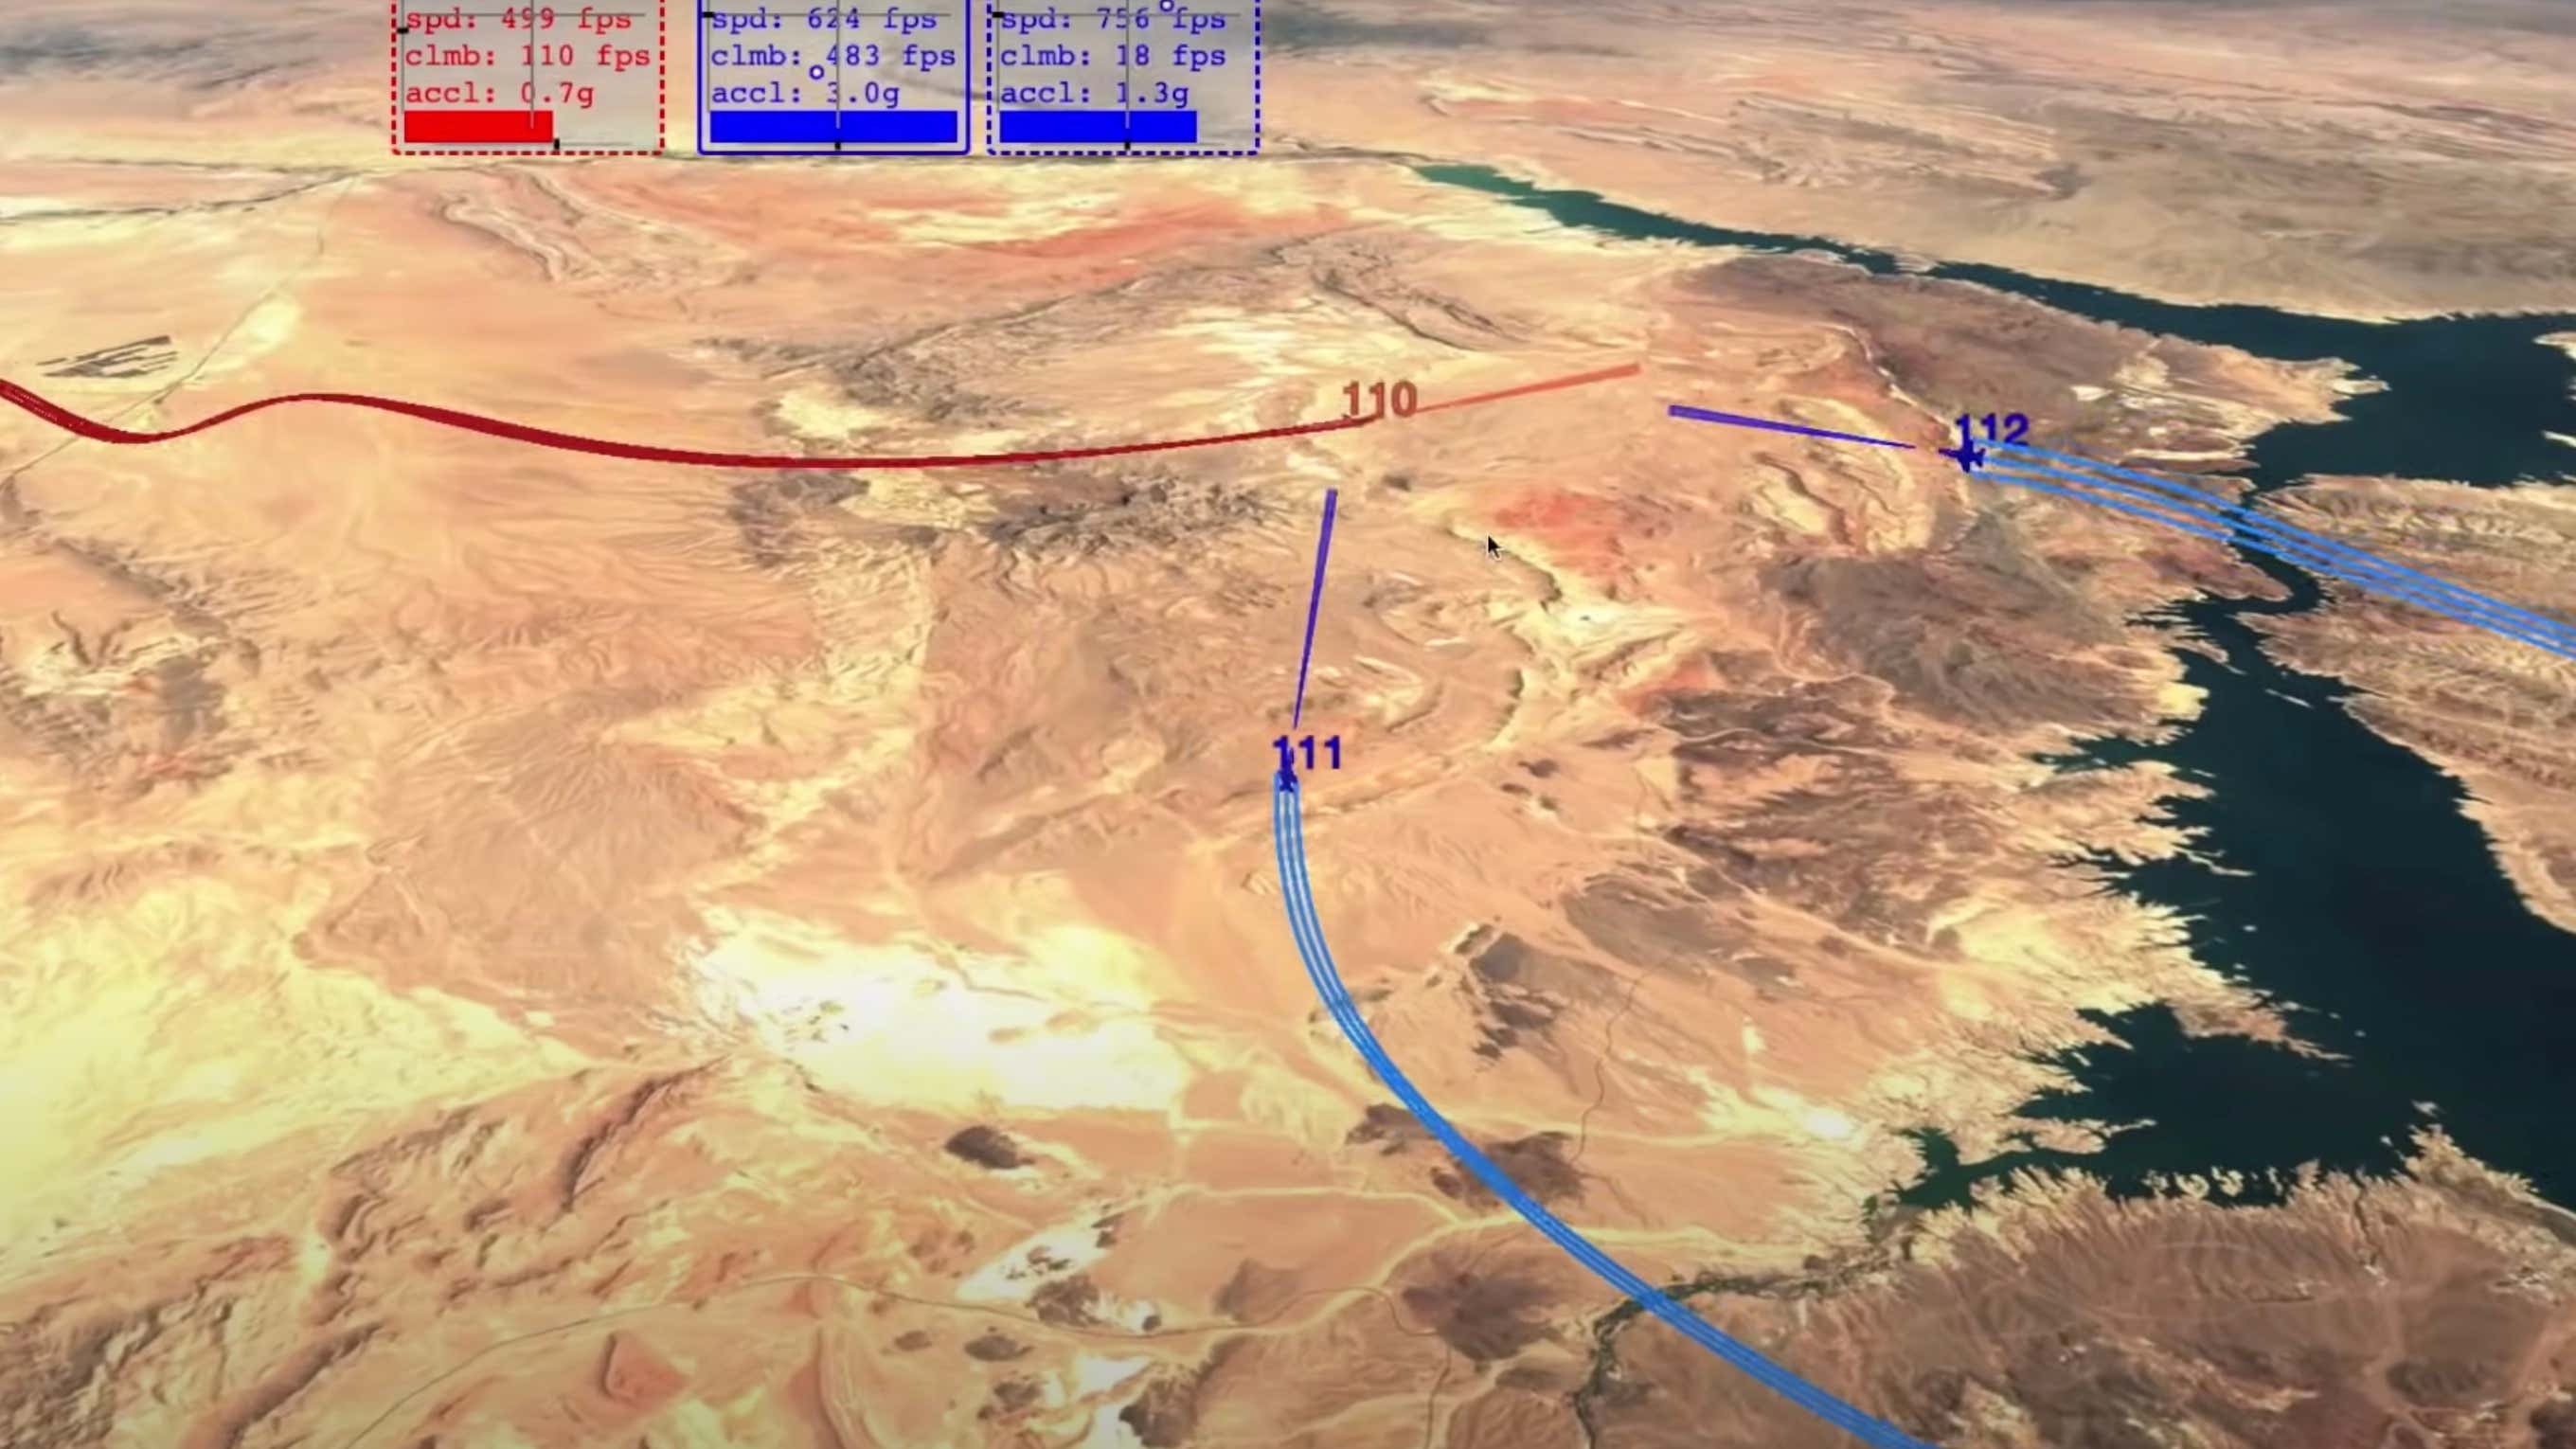 spd: 499 fps
clmb: 110 fps
accl: 0.7g
spd: 624 fps
clmb: 483 fps
accl: 3.0g
spd: 756 fps
clmb: 18 fps
accl: 1.3g
110
112
111